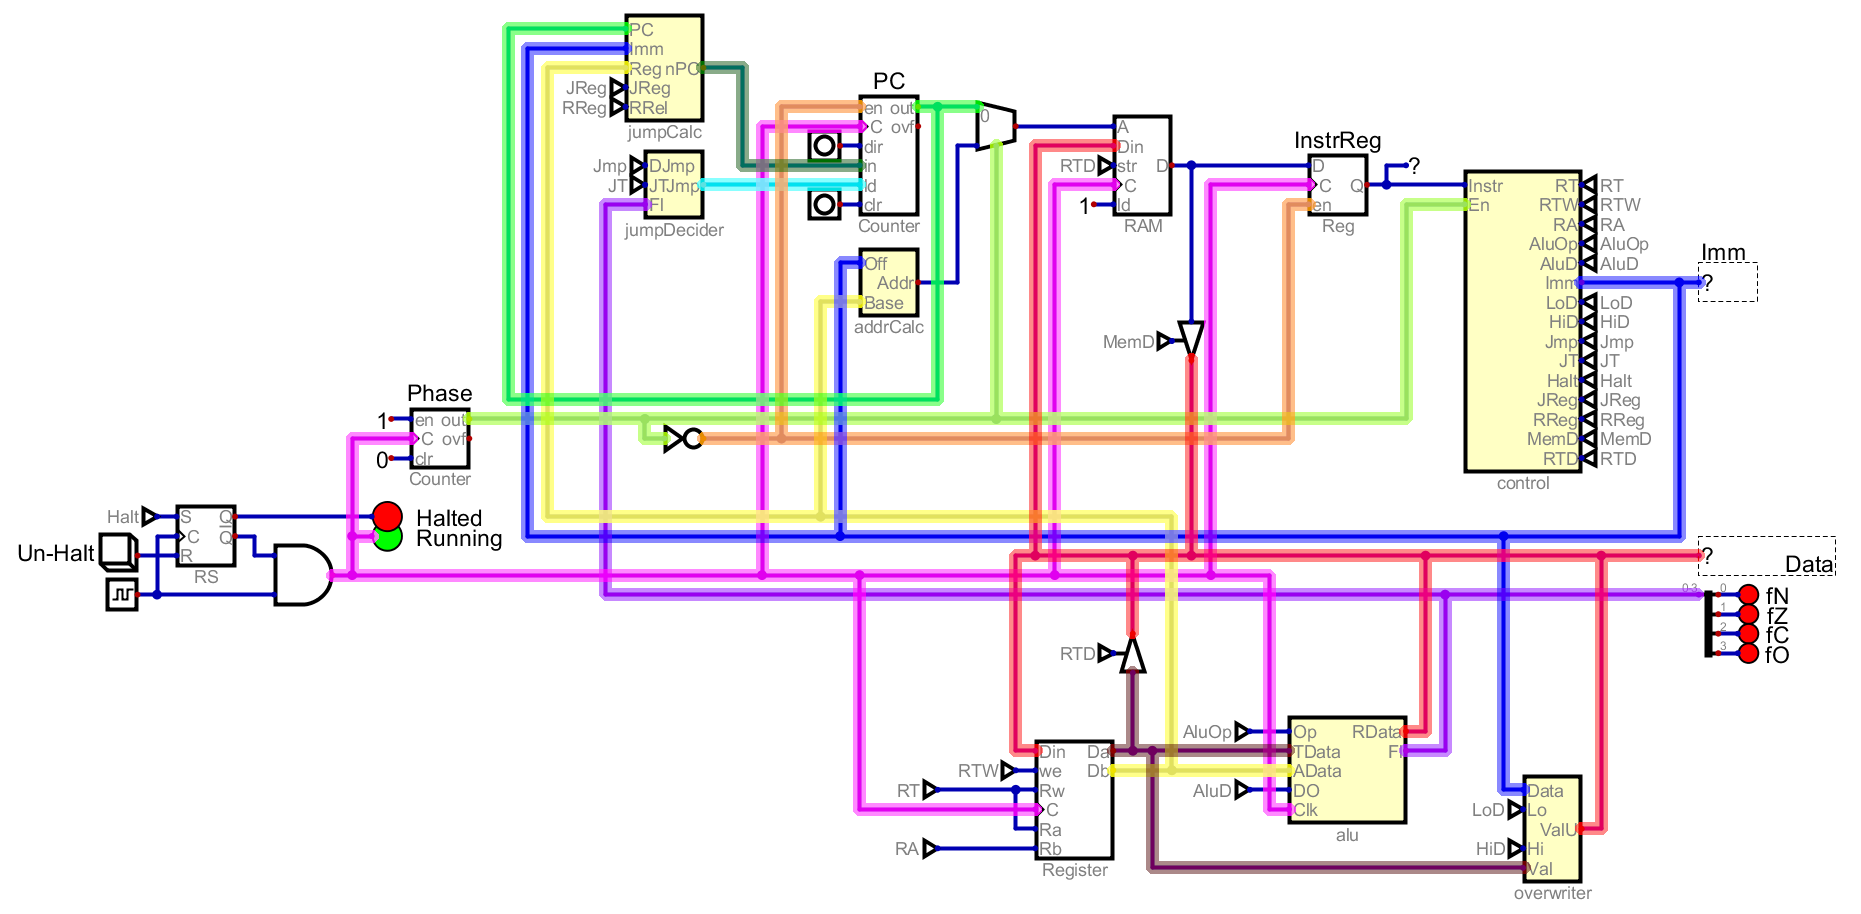 PC
Imm
Reg nPC
JReg JReg
RReg RRel
jumpCalc
Jmp DJmp
JT JT Jmp
Fl
jumpDecider
PC
en out
C ovf
dir
in
ld
clr
Counter
0
Off
Addr
Base
addrCalc
A
Din
RTD str D
C
1 ld
RAM
MemD
InstrReg
D
C Q
en
Reg
?
Instr RT RT
En RTW RTW
RA RA
AluOp AluOp
AluD AluD
Imm
LoD LoD
HiD HiD
Jmp Jmp
JT JT
Halt Halt
JReg JReg
RReg RReg
MemD MemD
RTD RTD
control
Imm
?
Phase
1 en out
C ovf
0 clr
Counter
Halt S Q
C Q
Un-Halt R
RS
Halted
Running
?
Data
0-3
0 fN
1 fZ
2 fC
3 fO
RTD
Din Da
RTW we Db
RT Rw
C
Ra
RA Rb
Register
AluOp Op RData
TData Fl
AData
AluD DO
Clk
alu
Data
LoD Lo
ValU
HiD Hi
Val
overwriter